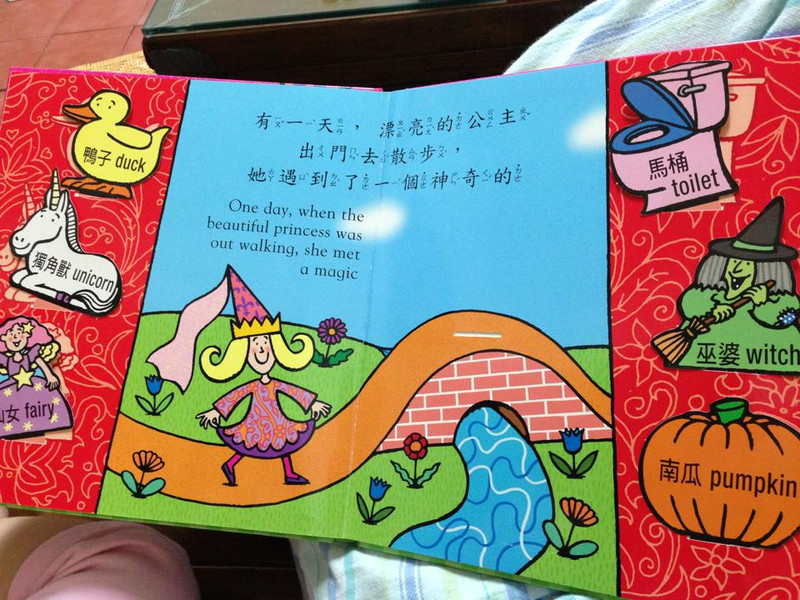 鴨子 duck
獨角獸 unicorn
女 fairy
有一天，漂亮的公主
出門去散步，
她遇到了一個神奇的
One day, when the
beautiful princess was
out walking, she met
a magic
馬桶
toilet
巫婆 witch
南瓜 pumpkin